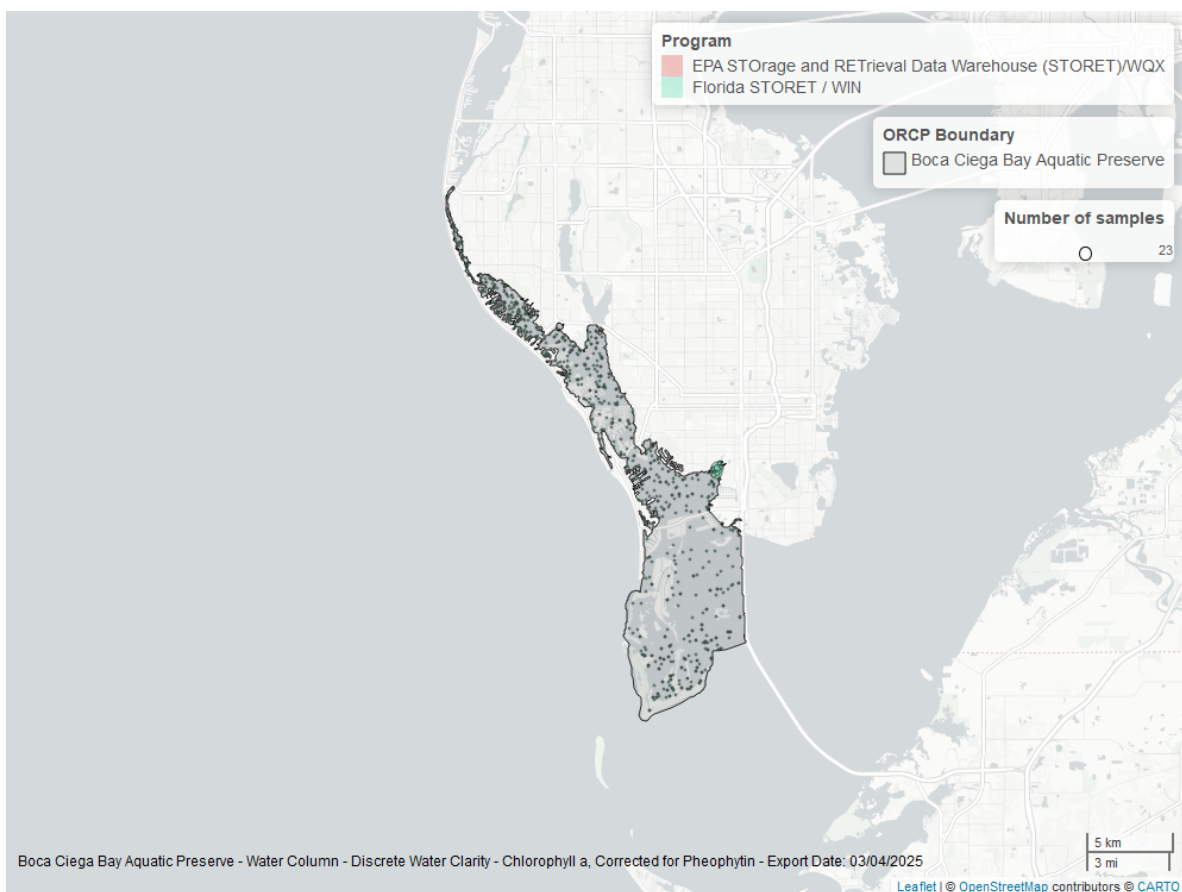 Program
EPA STOrage and RETrieval Data Warehouse (STORET)/WQX
Florida STORET / WIN
ORCP Boundary
Boca Ciega Bay Aquatic Preserve
Number of samples
23
5 km
3 mi
Boca Ciega Bay Aquatic Preserve - Water Column - Discrete Water Clarity - Chlorophyll a, Corrected for Pheophytin - Export Date: 03/04/2025
Leaflet | © OpenStreetMap contributors © CARTO